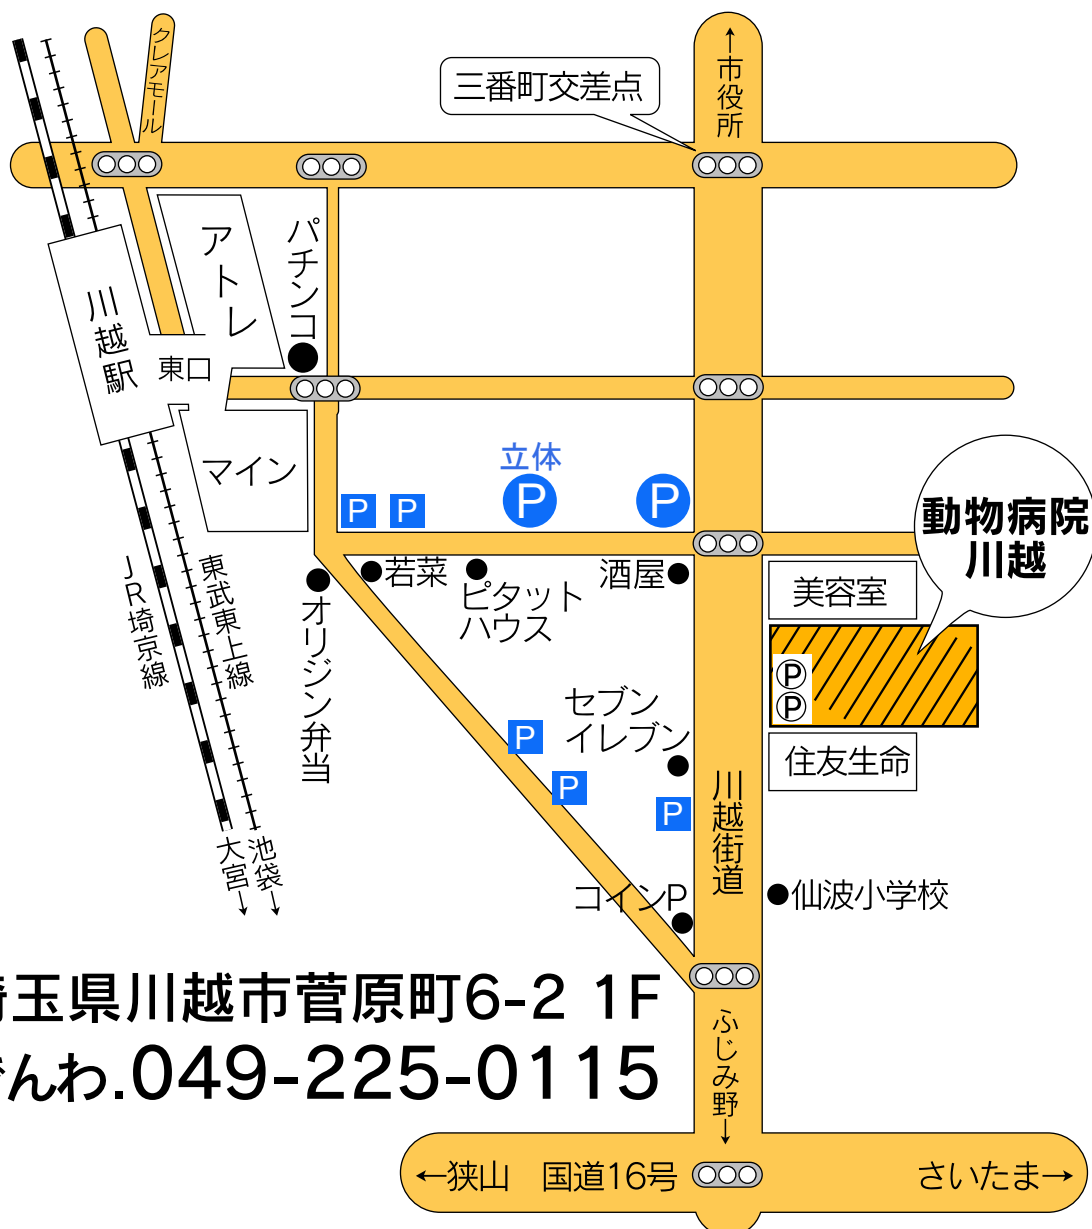 クレアモール
三番町交差点
↑市役所
アトレ
パチンコ
川越駅
東口
マイン
立体
P
P
P
P
動物病院
川越
若菜
ピタット
ハウス
酒屋
美容室
オリジン弁当
JR埼京線
東武東上線
P
P
セブン
イレブン
P
P
P
住友生命
川越街道
大宮↓
池袋↓
コインP
仙波小学校
玉県川越市菅原町6-2 1F
んわ.049-225-0115
ふじみ野↓
←狭山 国道16号
さいたま→